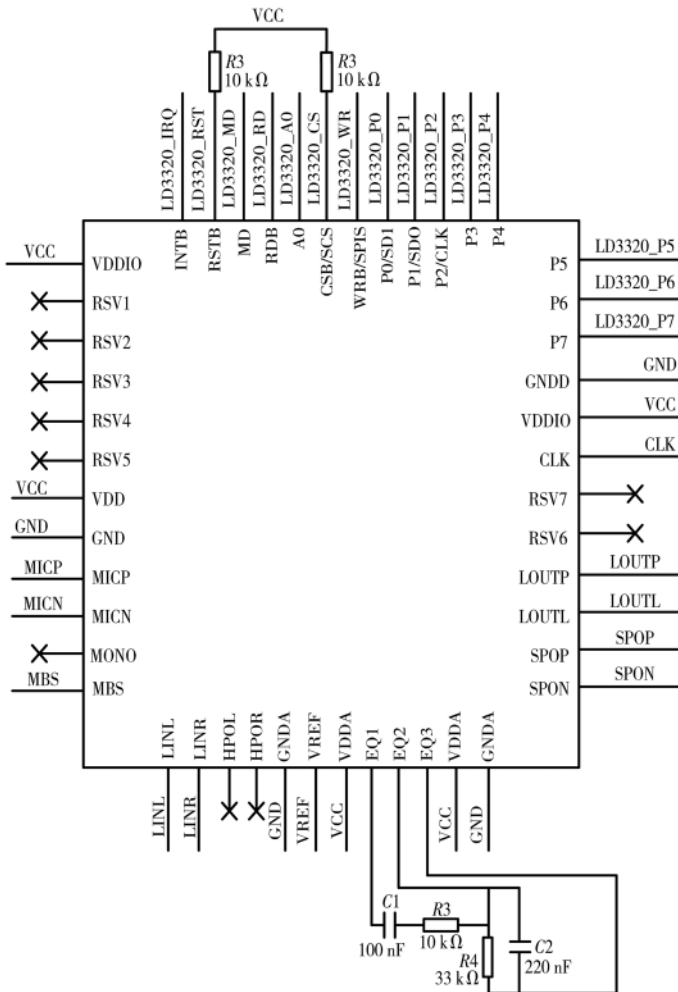 VCC
R3
10 kΩ
R3
10 kΩ
LD3320_IRQ
LD3320_RST
LD3320_MD
LD3320_RD
LD3320_A0
LD3320_CS
LD3320_WR
LD3320_P0
LD3320_P1
LD3320_P2
LD3320_P3
LD3320_P4
INTB
RSTB
MD
RDB
A0
CSB/SCS
WRB/SPIS
P0/SD1
P1/SDO
P2/CLK
P3
P4
VCC
VDDIO
RSV1
RSV2
RSV3
RSV4
RSV5
VCC
VDD
GND
GND
MICP
MICP
MICN
MICN
MONO
MBS
MBS
P5
LD3320_P5
P6
LD3320_P6
P7
LD3320_P7
GNDD
GND
VDDIO
VCC
CLK
CLK
RSV7
RSV6
LOUTP
LOUTP
LOUTL
LOUTL
SPOP
SPOP
SPON
SPON
LINL
LINR
HPOL
HPOR
GNDA
VREF
VDDA
EQ1
EQ2
EQ3
VDDA
GNDA
LINL
LINR
GND
VREF
VCC
VCC
GND
C1
100 nF
R3
10 kΩ
R4
33 kΩ
C2
220 nF